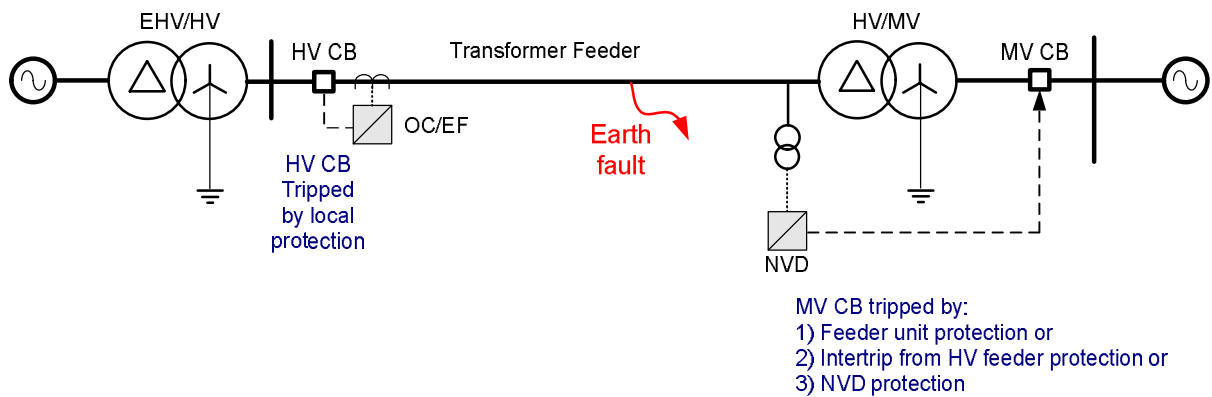 EHV/HV
HV CB
Transformer Feeder
HV/MV
MV CB
OC/EF
Earth
fault
HV CB
Tripped
by local
protection
NVD
MV CB tripped by:
1) Feeder unit protection or
2) Intertrip from HV feeder protection or
3) NVD protection